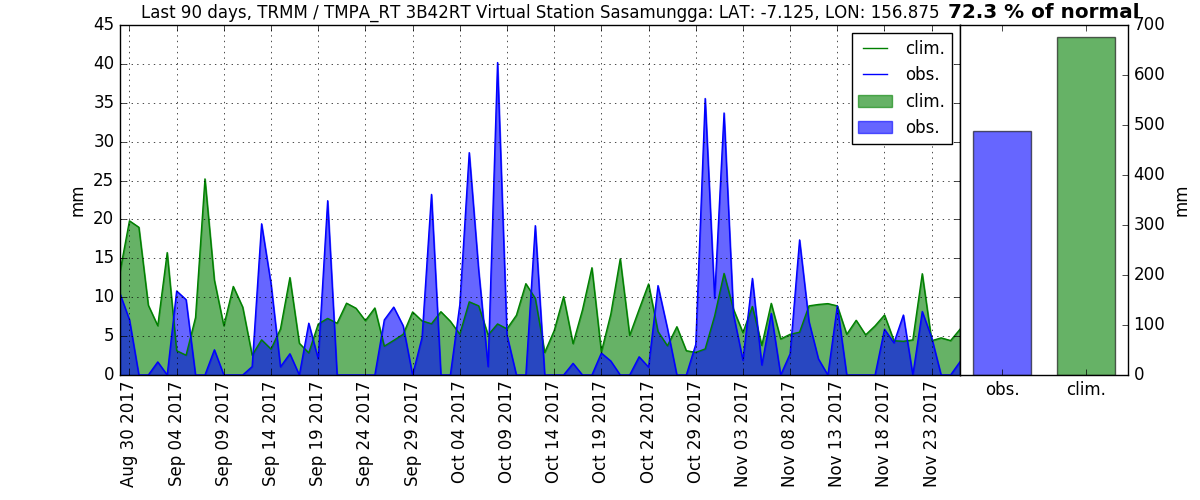 Last 90 days, TRMM / TMPA_RT 3B42RT Virtual Station Sasamungga: LAT: -7.125, LON: 156.875 72.3 % of normal
45
40
35
30
25
20
15
10
5
0
mm
clim.
obs.
clim.
obs.
700
600
500
400
300
200
100
0
mm
Aug 30 2017
Sep 04 2017
Sep 09 2017
Sep 14 2017
Sep 19 2017
Sep 24 2017
Sep 29 2017
Oct 04 2017
Oct 09 2017
Oct 14 2017
Oct 19 2017
Oct 24 2017
Oct 29 2017
Nov 03 2017
Nov 08 2017
Nov 13 2017
Nov 18 2017
Nov 23 2017
obs.
clim.